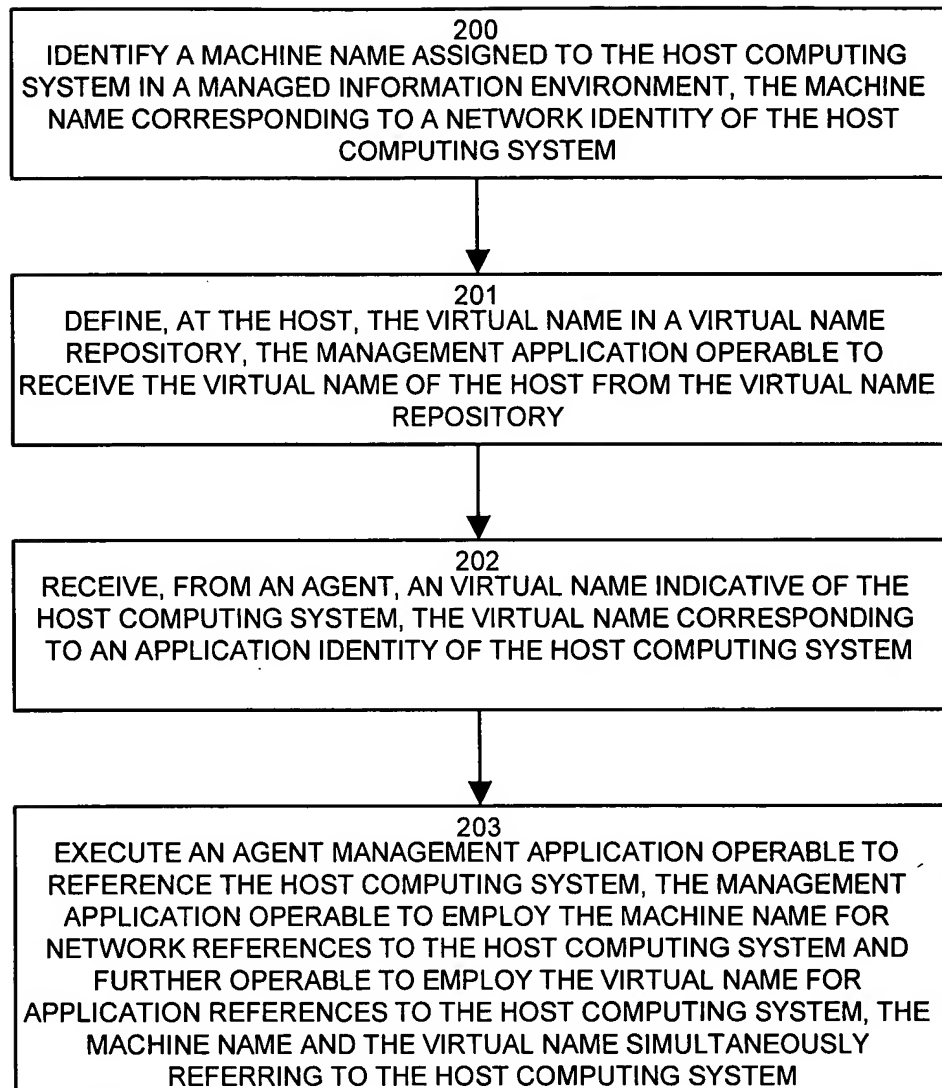 200
IDENTIFY A MACHINE NAME ASSIGNED TO THE HOST COMPUTING
SYSTEM IN A MANAGED INFORMATION ENVIRONMENT, THE MACHINE
NAME CORRESPONDING TO A NETWORK IDENTITY OF THE HOST
COMPUTING SYSTEM
201
DEFINE, AT THE HOST, THE VIRTUAL NAME IN A VIRTUAL NAME
REPOSITORY, THE MANAGEMENT APPLICATION OPERABLE TO
RECEIVE THE VIRTUAL NAME OF THE HOST FROM THE VIRTUAL NAME
REPOSITORY
202
RECEIVE, FROM AN AGENT, AN VIRTUAL NAME INDICATIVE OF THE
HOST COMPUTING SYSTEM, THE VIRTUAL NAME CORRESPONDING
TO AN APPLICATION IDENTITY OF THE HOST COMPUTING SYSTEM
203
EXECUTE AN AGENT MANAGEMENT APPLICATION OPERABLE TO
REFERENCE THE HOST COMPUTING SYSTEM, THE MANAGEMENT
APPLICATION OPERABLE TO EMPLOY THE MACHINE NAME FOR
NETWORK REFERENCES TO THE HOST COMPUTING SYSTEM AND
FURTHER OPERABLE TO EMPLOY THE VIRTUAL NAME FOR
APPLICATION REFERENCES TO THE HOST COMPUTING SYSTEM, THE
MACHINE NAME AND THE VIRTUAL NAME SIMULTANEOUSLY
REFERRING TO THE HOST COMPUTING SYSTEM